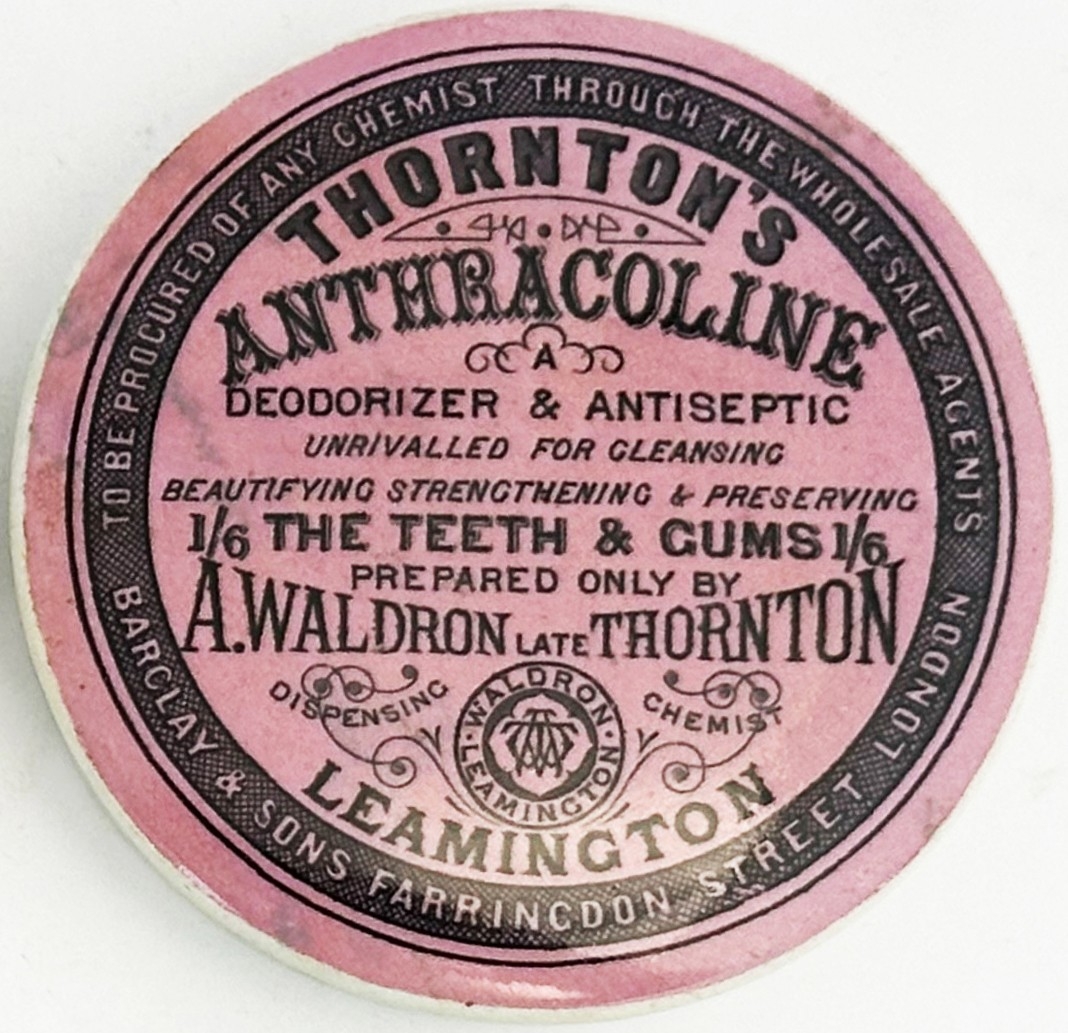 TO BE PROCURED OF ANY CHEMIST THROUGH THE WHOLESALE AGENTS
BARCLAY & SONS FARRINGDON STREET LONDON
THORNTON'S
ANTHRACOLINE
A
DEODORIZER & ANTISEPTIC
UNRIVALLED FOR CLEANSING
BEAUTIFYING STRENGTHENING & PRESERVING
1/6 THE TEETH & GUMS 1/6
PREPARED ONLY BY
A. WALDRON LATE THORNTON
DISPENSING CHEMIST
WALDRON · LEAMINGTON ·
LEAMINGTON